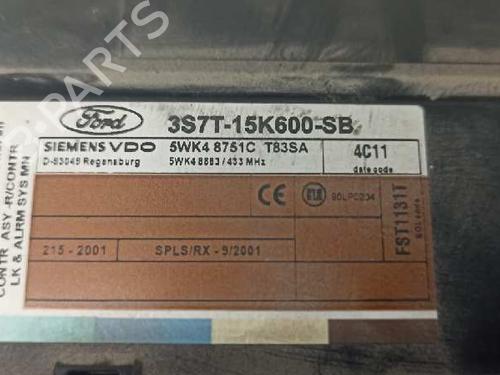 Ford
3S7T-15K600-SB
SIEMENS VDO
5WK4 8751C T83SA
D-93049 Regensburg
5WK4 8683 / 433 MHz
4C11
date code
CE
90LPD234
FST1131T
215 - 2001
SPLS/RX - 9/2001
CONTR ASY -R/CONTR
LK & ALRM SYS MN
B-PARTS